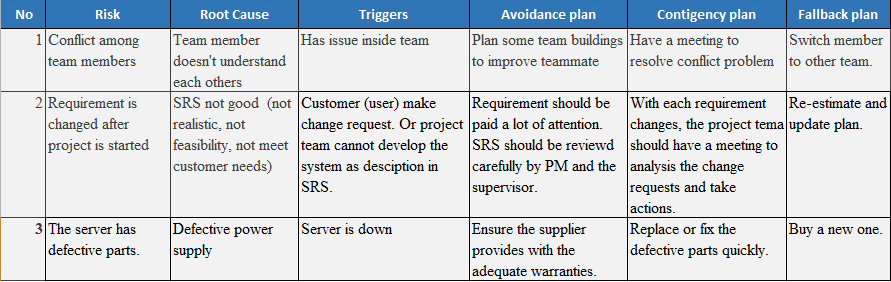 No Risk Root Cause Triggers Avoidance plan Contigency plan Fallback plan
1 Conflict among Team member Has issue inside team Plan some team buildings Have a meeting to Switch member
team members doesn't understand to improve teammate resolve conflict problem to other team.
each others
2 Requirement is SRS not good (not Customer (user) make Requirement should be With each requirement Re-estimate and
changed after realistic, not change request. Or project paid a lot of attention. changes, the project tema update plan.
project is started feasibility, not meet team cannot develop the SRS should be reviewd should have a meeting to
customer needs) system as desciption in carefully by PM and the analysis the change
SRS. supervisor. requests and take
actions.
3 The server has Defective power Server is down Ensure the supplier Replace or fix the Buy a new one.
defective parts. supply provides with the defective parts quickly.
adequate warranties.